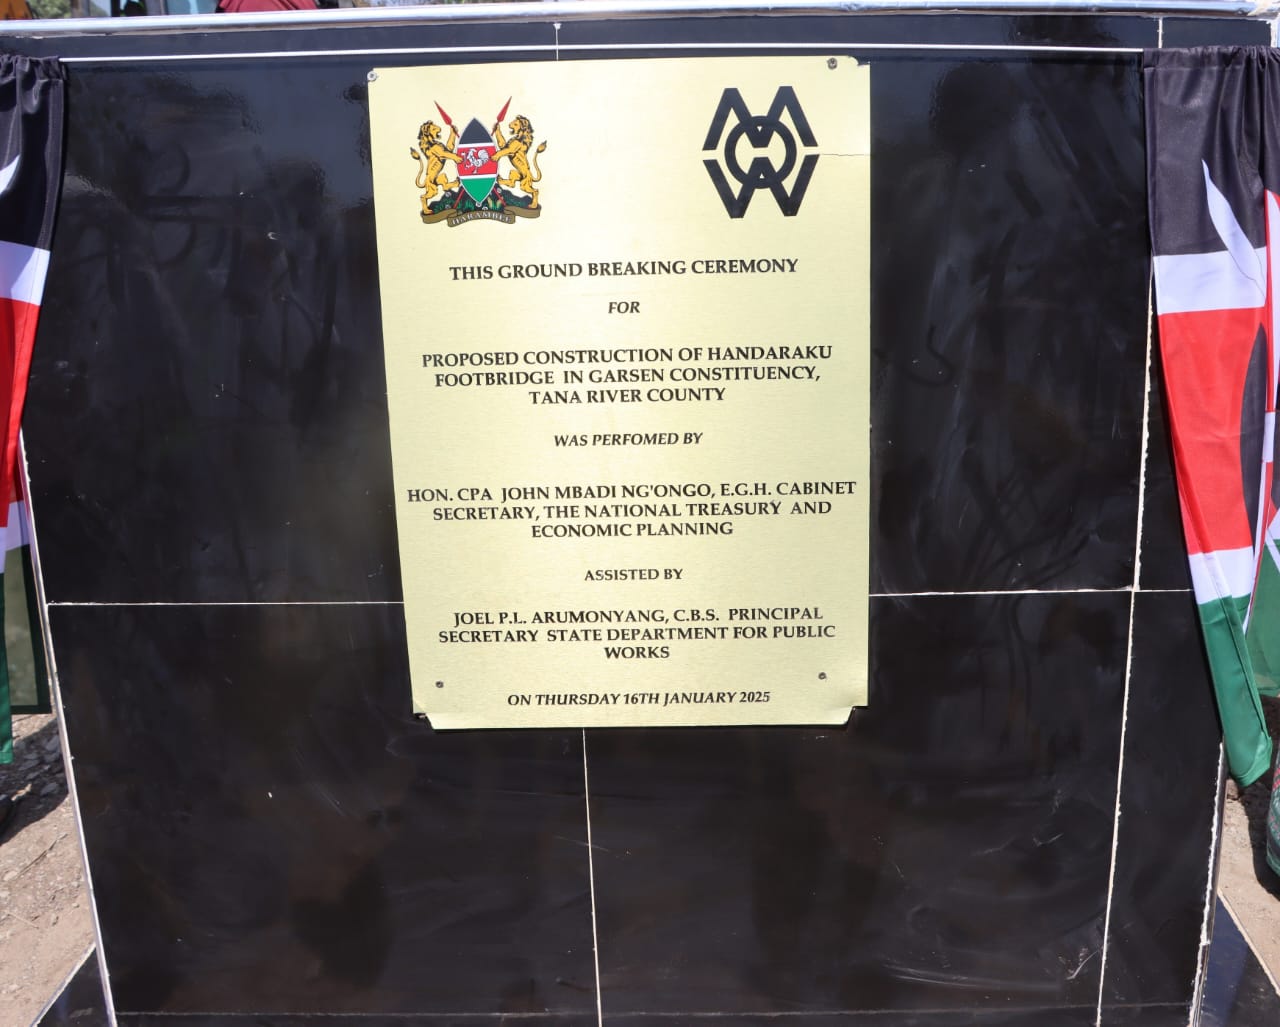 HARAMBEE
THIS GROUND BREAKING CEREMONY
FOR
PROPOSED CONSTRUCTION OF HANDARAKU
FOOTBRIDGE IN GARSEN CONSTITUENCY,
TANA RIVER COUNTY
WAS PERFOMED BY
HON. CPA JOHN MBADI NG'ONGO, E.G.H. CABINET
SECRETARY, THE NATIONAL TREASURY AND
ECONOMIC PLANNING
ASSISTED BY
JOEL P.L. ARUMONYANG, C.B.S. PRINCIPAL
SECRETARY STATE DEPARTMENT FOR PUBLIC
WORKS
ON THURSDAY 16TH JANUARY 2025